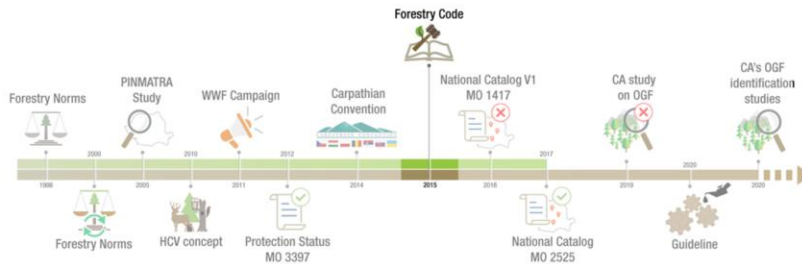 Forestry Code
PINMATRA
Study
National Catalog V1
MO 1417
CA study
on OGF
CA's OGF
identification
studies
Forestry Norms
WWF Campaign
Carpathian
Convention
2000
2010
2012
2017
2020
1998
2005
2011
2014
2015
2016
2019
2020
Forestry Norms
HCV concept
Protection Status
MO 3397
National Catalog
MO 2525
Guideline